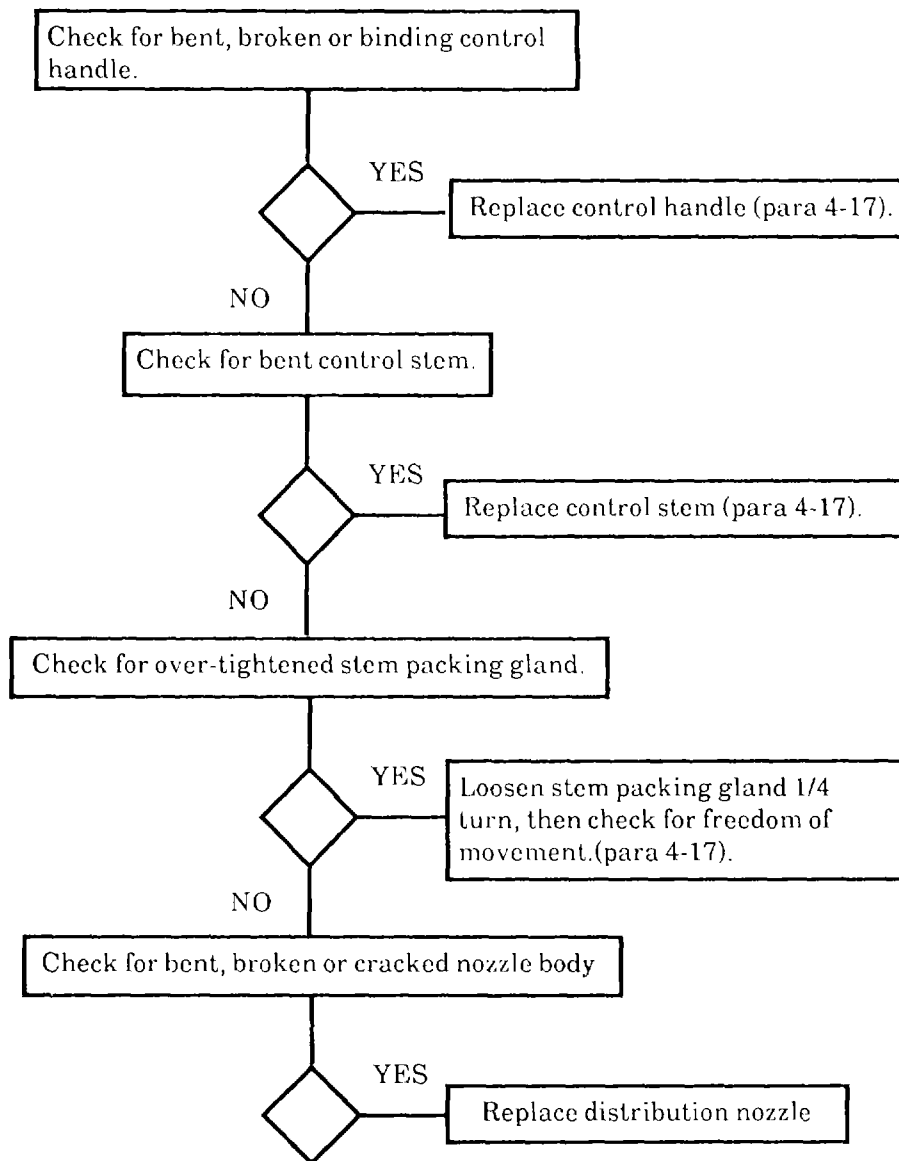 Check for bent, broken or binding control
handle.
YES
Replace control handle (para 4-17).
NO
Check for bent control stem.
YES
Replace control stem (para 4-17).
NO
Check for over-tightened stem packing gland.
YES
Loosen stem packing gland 1/4
turn, then check for freedom of
movement.(para 4-17).
NO
Check for bent, broken or cracked nozzle body
YES
Replace distribution nozzle